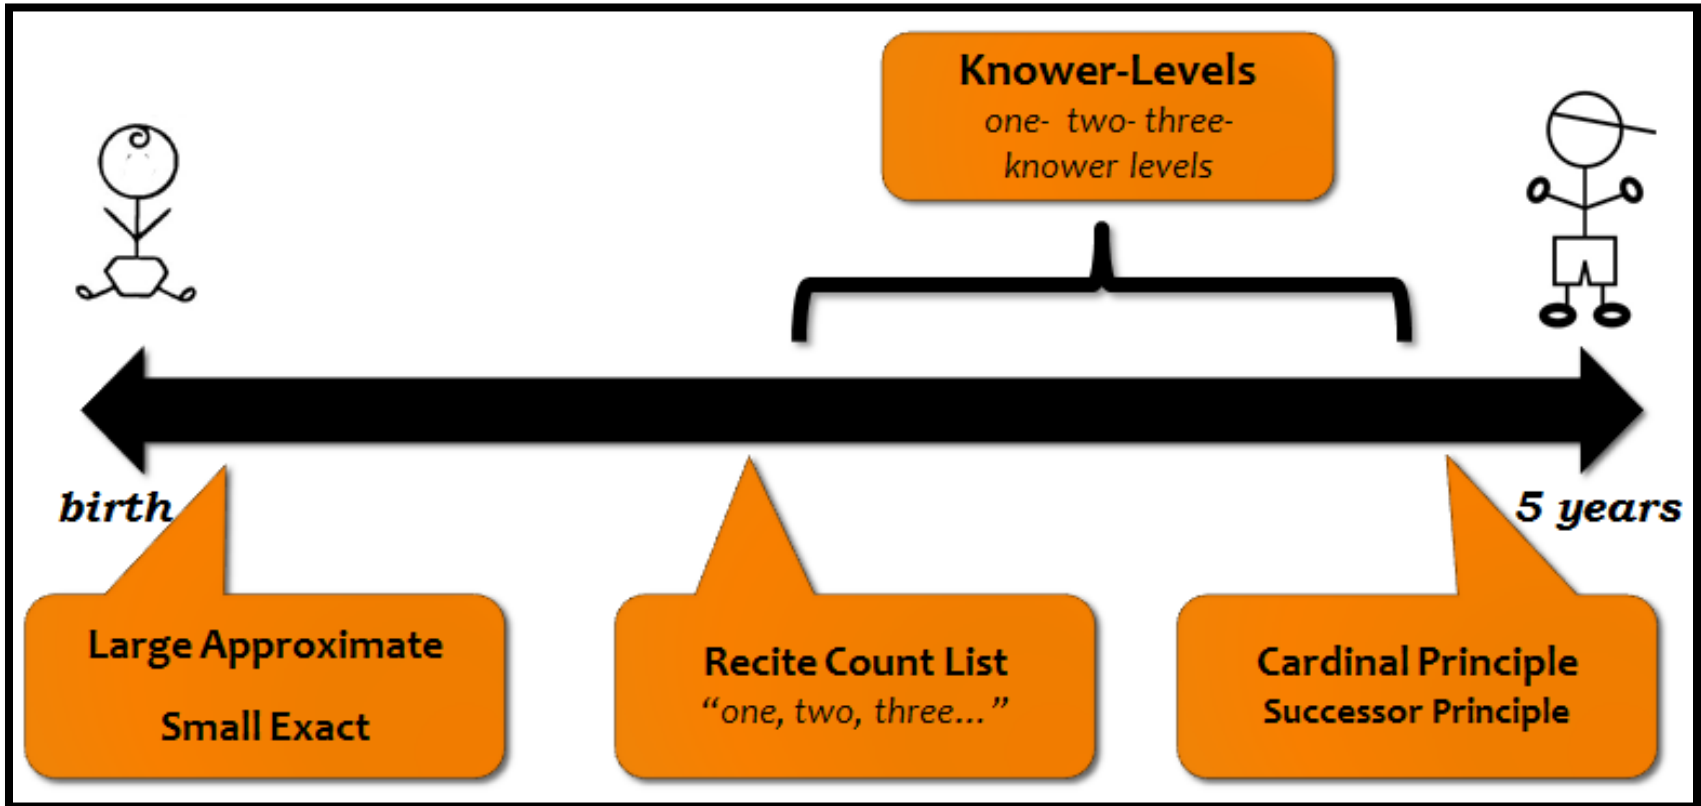 Knower-Levels
one- two- three-
knower levels
birth
5 years
Large Approximate
Small Exact
Recite Count List
“one, two, three…”
Cardinal Principle
Successor Principle